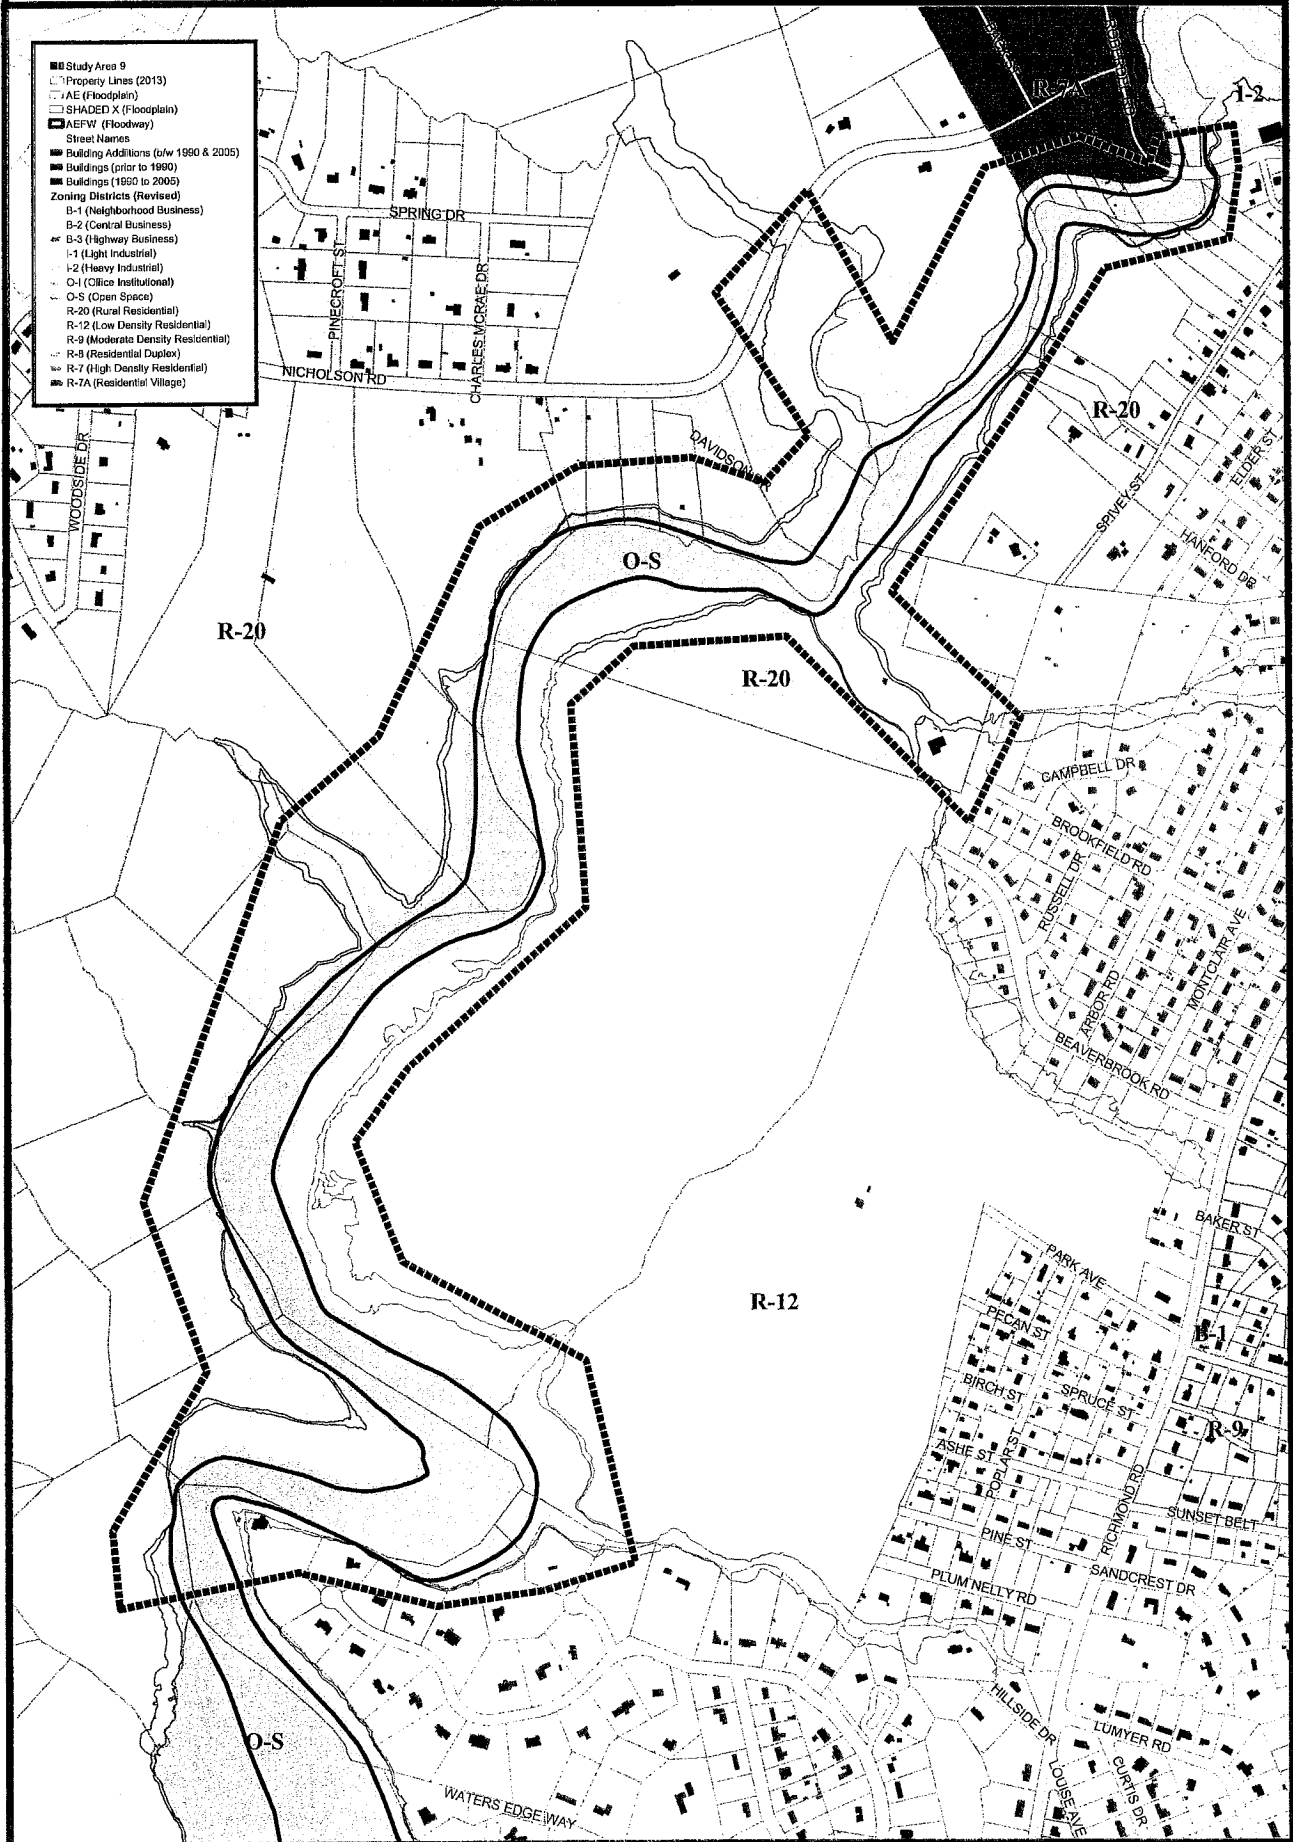 Study Area 9
Property Lines (2013)
AE (Floodplain)
SHADED X (Floodplain)
AEFW (Floodway)
Street Names
Building Additions (b/w 1990 & 2005)
Buildings (prior to 1990)
Buildings (1990 to 2005)
Zoning Districts (Revised)
B-1 (Neighborhood Business)
B-2 (Central Business)
B-3 (Highway Business)
I-1 (Light Industrial)
I-2 (Heavy Industrial)
O-I (Office Institutional)
O-S (Open Space)
R-20 (Rural Residential)
R-12 (Low Density Residential)
R-9 (Moderate Density Residential)
R-8 (Residential Duplex)
R-7 (High Density Residential)
R-7A (Residential Village)
R-7A
I-2
SPRING DR
PINECROFT ST
CHARLES MCRAE DR
NICHOLSON RD
WOODSIDE DR
DAVIDSON
R-20
ELDER ST
SPIVEY ST
HANFORD DR
O-S
R-20
R-20
CAMPBELL DR
BROOKFIELD RD
RUSSELL DR
MONTCLAIR AVE
ARBOR RD
BEAVERBROOK RD
BAKER ST
PARK AVE
R-12
PECAN ST
B-1
BIRCH ST
SPRUCE ST
R-9
ASHE ST
POPLAR ST
RICHMOND RD
SUNSET BELT
PINE ST
SANDCREST DR
PLUM NELLY RD
HILLSIDE DR
LUMYER RD
O-S
LOUISE AVE
CURTIS DR
WATERS EDGE WAY